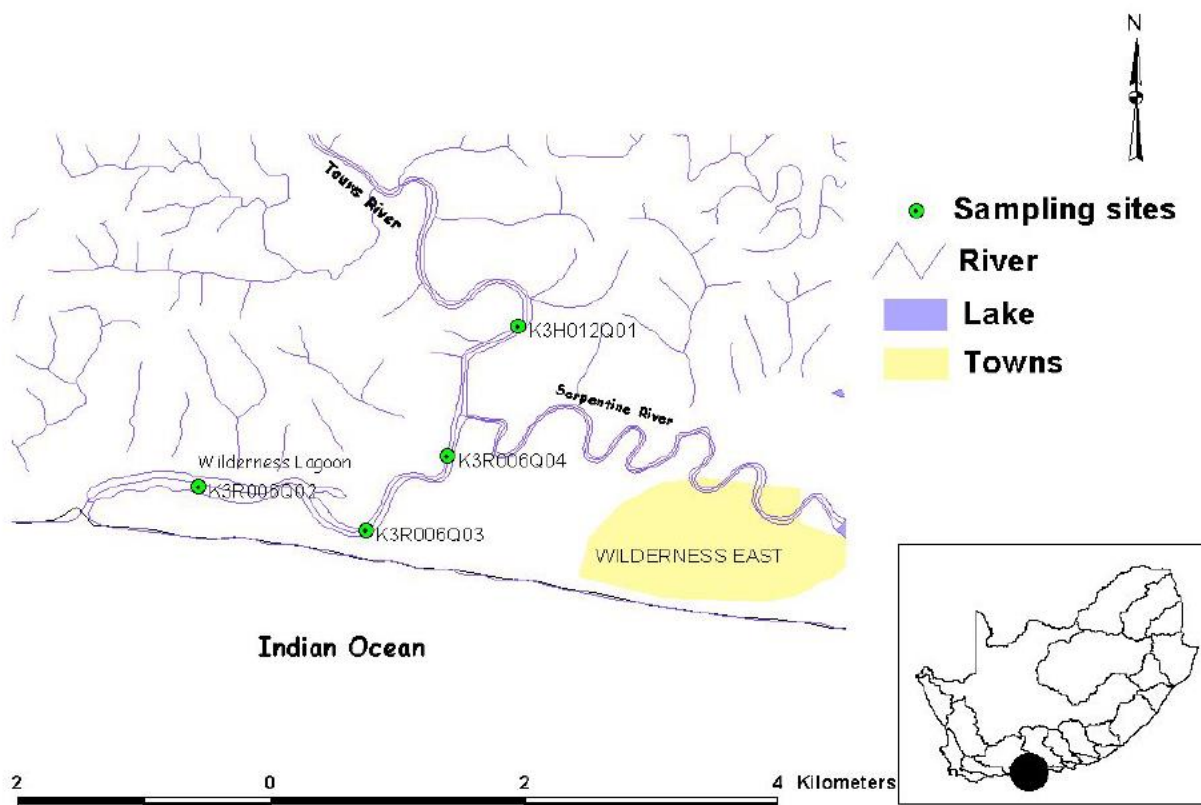 N
Touws River
Sampling sites
River
Lake
Towns
K3H012Q01
Serpentine River
Wilderness Lagoon
K3R006Q04
K3R006Q02
K3R006Q03
WILDERNESS EAST
Indian Ocean
2 0 2 4 Kilometers